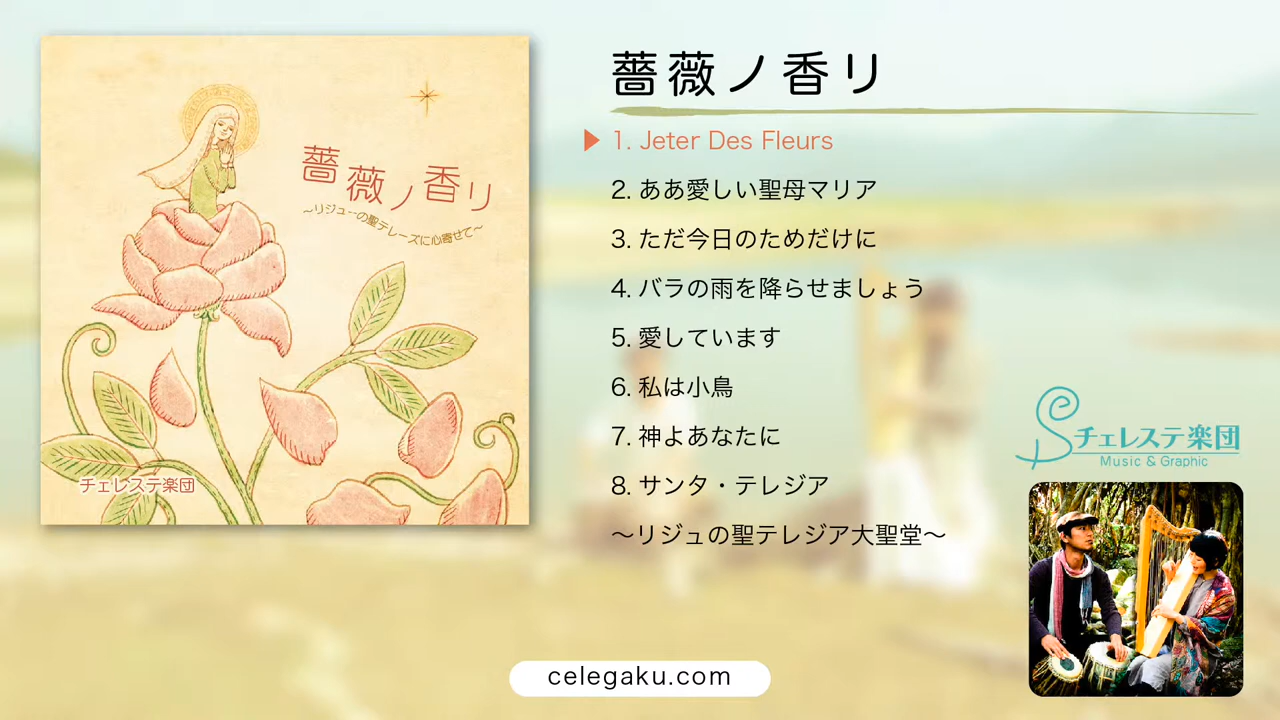 薔薇ノ香リ
〜リジューの聖テレーズに心寄せて〜
チェレステ楽団
薔薇ノ香リ
1. Jeter Des Fleurs
2. ああ愛しい聖母マリア
3. ただ今日のためだけに
4. バラの雨を降らせましょう
5. 愛しています
6. 私は小鳥
7. 神よあなたに
8. サンタ・テレジア
〜リジュの聖テレジア大聖堂〜
チェレステ楽団
Music & Graphic
celegaku.com